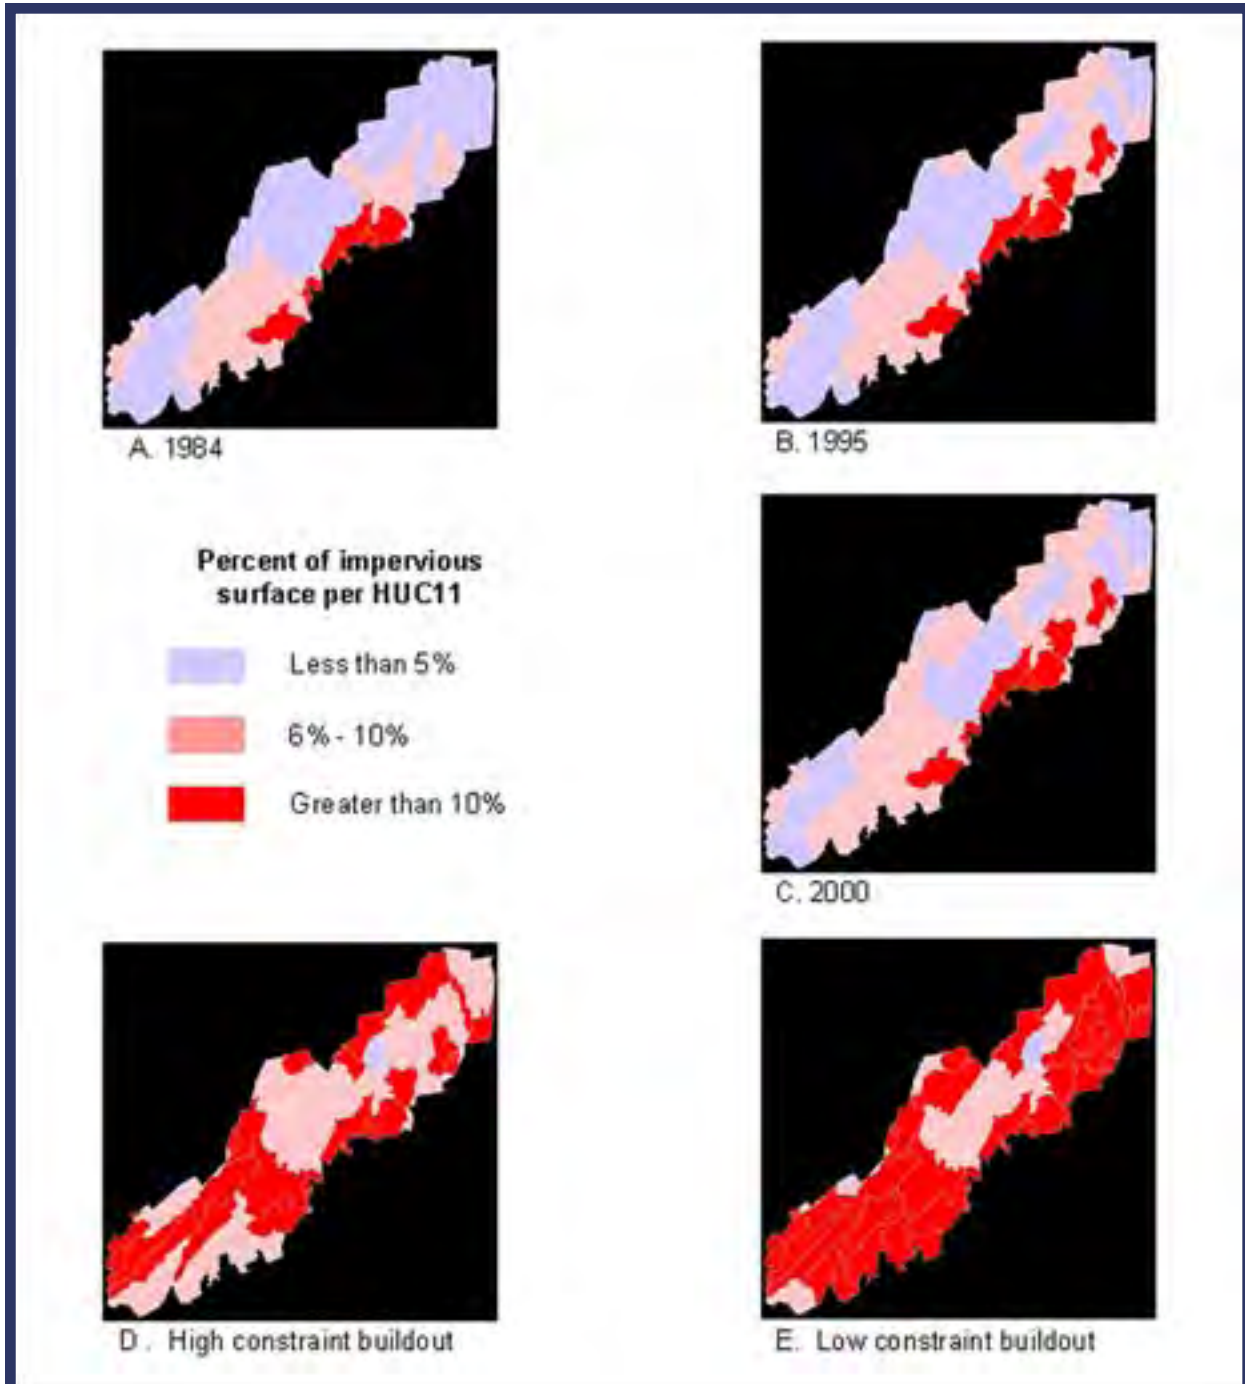 A. 1984
B. 1995
Percent of impervious
surface per HUC11
Less than 5%
6% - 10%
Greater than 10%
C. 2000
D . High constraint buildout
E. Low constraint buildout